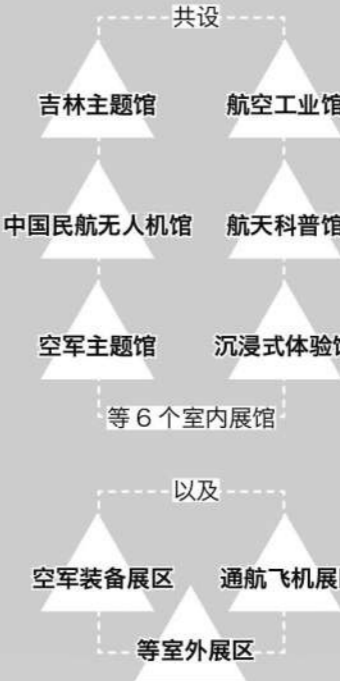 共设
吉林主题馆 航空工业馆
中国民航无人机馆 航天科普馆
空军主题馆 沉浸式体验馆
等6个室内展馆
以及
空军装备展区 通航飞机展区
等室外展区